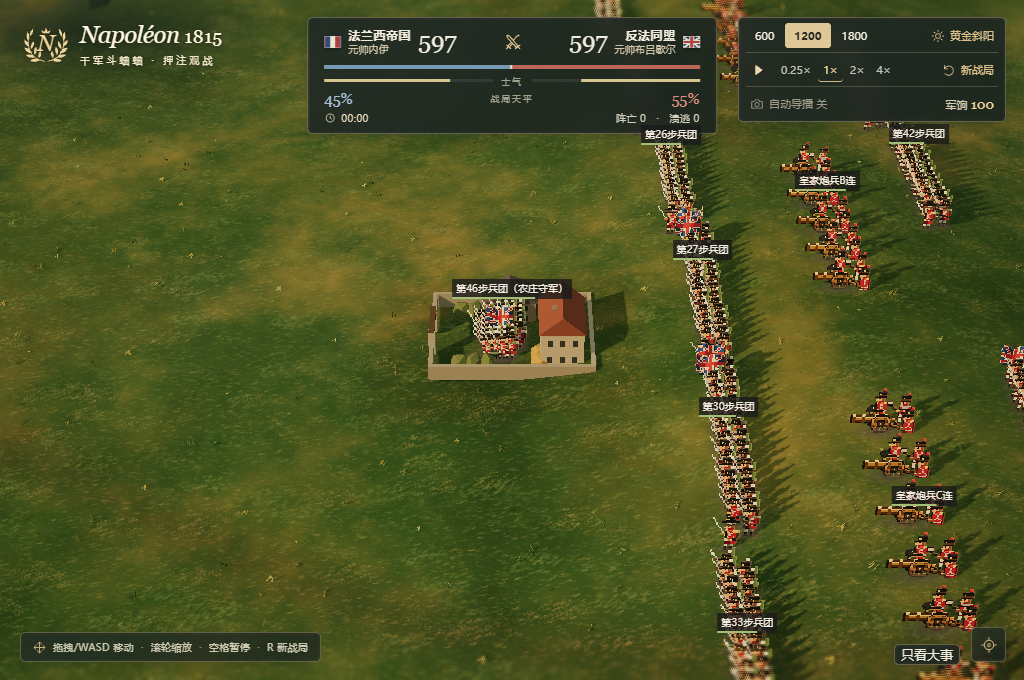 Napoléon 1815
千军斗蛐蛐 · 押注观战
法兰西帝国
元帅内伊
597
597
反法同盟
元帅布吕歇尔
士气
45%
战局天平
55%
00:00
阵亡 0 · 溃逃 0
600 1200 1800 黄金斜阳
0.25× 1× 2× 4× 新战局
自动导播 关 军饷 100
第26步兵团
第42步兵团
皇家炮兵B连
第27步兵团
第46步兵团（农庄守军）
第30步兵团
皇家炮兵C连
第33步兵团
拖拽/WASD 移动 · 滚轮缩放 · 空格暂停 · R 新战局
只看大事